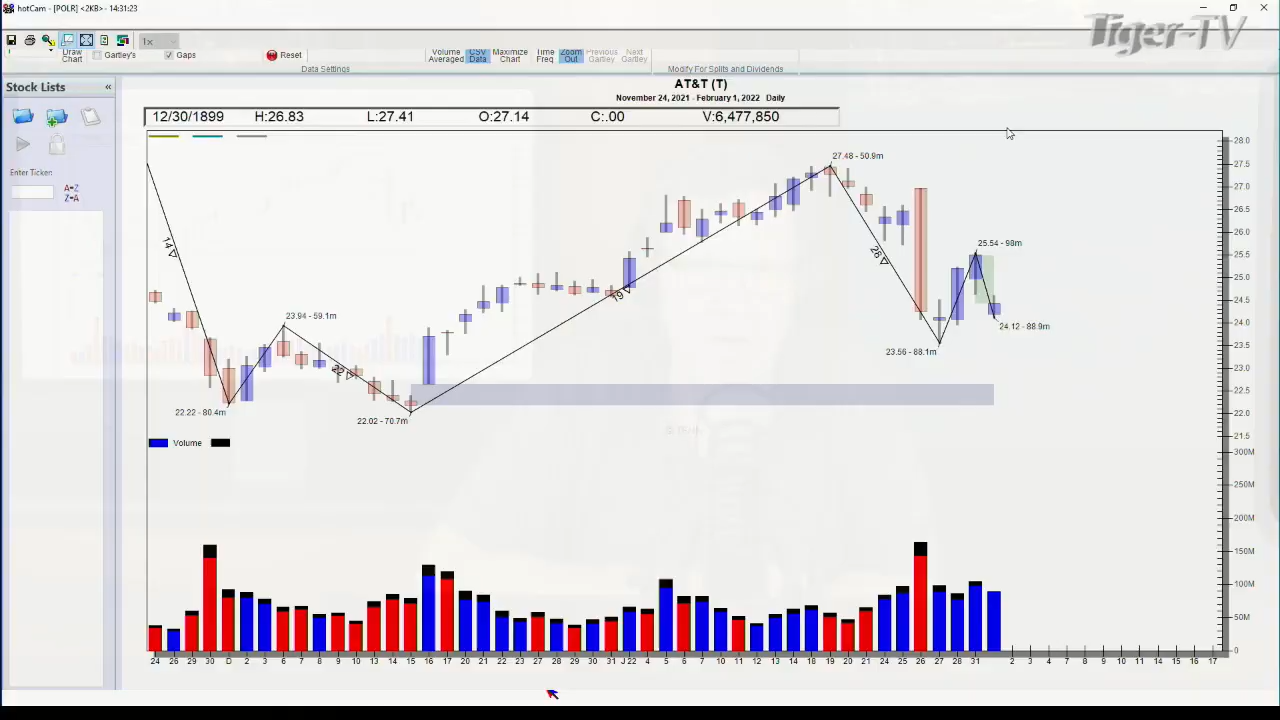 hotCam - [POLR] <2KB> - 14:31:23
Tiger-TV
1x
Draw Chart
Gartley's
Gaps
Reset
Volume Averaged
CSV Data
Maximize Chart
Time Freq
Zoom Out
Previous Gartley
Next Gartley
Data Settings
Modify For Splits and Dividends
Stock Lists «
Enter Ticker:
A=Z
Z=A
AT&T (T)
November 24, 2021 - February 1, 2022 Daily
12/30/1899 H:26.83 L:27.41 O:27.14 C:.00 V:6,477,850
27.48 - 50.9m
25.54 - 98m
24.12 - 88.9m
23.56 - 88.1m
23.94 - 59.1m
22.22 - 80.4m
22.02 - 70.7m
14
22
19
26
28.0
27.5
27.0
26.5
26.0
25.5
25.0
24.5
24.0
23.5
23.0
22.5
22.0
21.5
Volume
300M
200M
150M
100M
50M
0
24 26 29 30 D 2 3 6 7 8 9 10 13 14 15 16 17 20 21 22 23 27 28 29 30 31 J 22 4 5 6 7 10 11 12 13 14 18 19 20 21 24 25 26 27 28 31 2 3 4 7 8 9 10 11 14 15 16 17